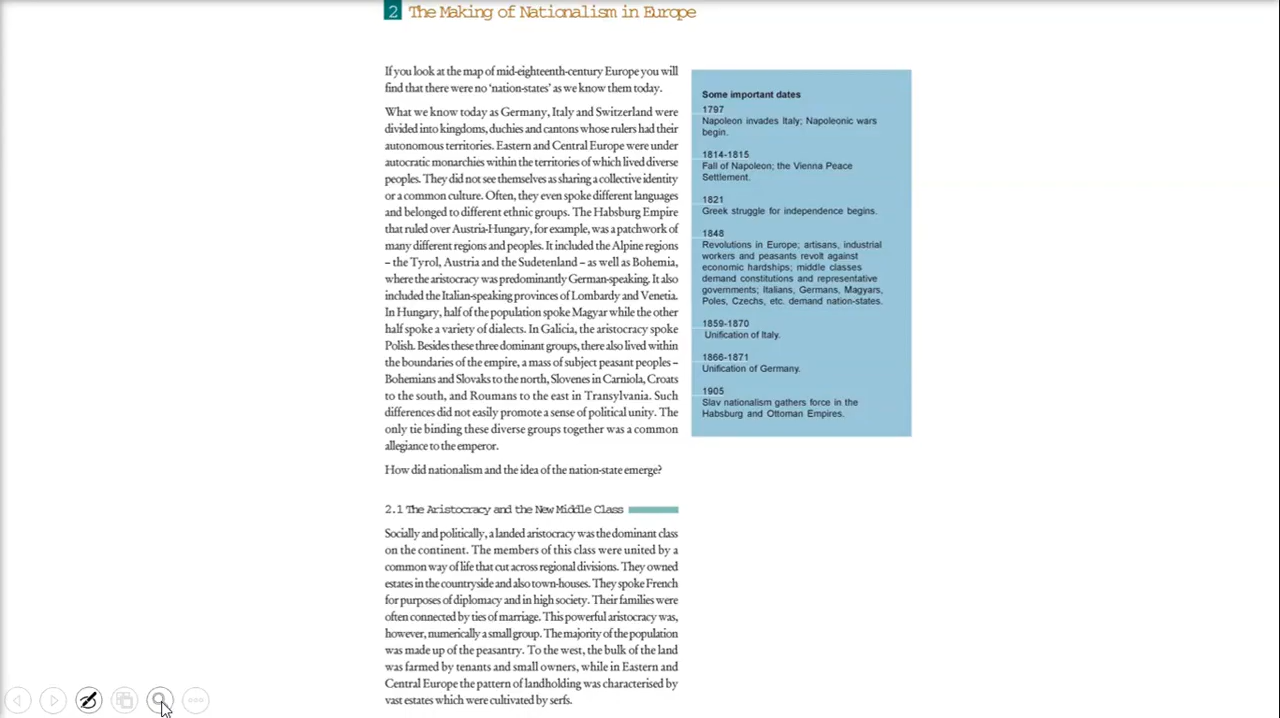 2 The Making of Nationalism in Europe
If you look at the map of mid-eighteenth-century Europe you will
find that there were no ‘nation-states’ as we know them today.
What we know today as Germany, Italy and Switzerland were
divided into kingdoms, duchies and cantons whose rulers had their
autonomous territories. Eastern and Central Europe were under
autocratic monarchies within the territories of which lived diverse
peoples. They did not see themselves as sharing a collective identity
or a common culture. Often, they even spoke different languages
and belonged to different ethnic groups. The Habsburg Empire
that ruled over Austria-Hungary, for example, was a patchwork of
many different regions and peoples. It included the Alpine regions
– the Tyrol, Austria and the Sudetenland – as well as Bohemia,
where the aristocracy was predominantly German-speaking. It also
included the Italian-speaking provinces of Lombardy and Venetia.
In Hungary, half of the population spoke Magyar while the other
half spoke a variety of dialects. In Galicia, the aristocracy spoke
Polish. Besides these three dominant groups, there also lived within
the boundaries of the empire, a mass of subject peasant peoples –
Bohemians and Slovaks to the north, Slovenes in Carniola, Croats
to the south, and Roumans to the east in Transylvania. Such
differences did not easily promote a sense of political unity. The
only tie binding these diverse groups together was a common
allegiance to the emperor.
How did nationalism and the idea of the nation-state emerge?
2.1 The Aristocracy and the New Middle Class
Socially and politically, a landed aristocracy was the dominant class
on the continent. The members of this class were united by a
common way of life that cut across regional divisions. They owned
estates in the countryside and also town-houses. They spoke French
for purposes of diplomacy and in high society. Their families were
often connected by ties of marriage. This powerful aristocracy was,
however, numerically a small group. The majority of the population
was made up of the peasantry. To the west, the bulk of the land
was farmed by tenants and small owners, while in Eastern and
Central Europe the pattern of landholding was characterised by
vast estates which were cultivated by serfs.
Some important dates
1797
Napoleon invades Italy; Napoleonic wars
begin.
1814-1815
Fall of Napoleon; the Vienna Peace
Settlement.
1821
Greek struggle for independence begins.
1848
Revolutions in Europe; artisans, industrial
workers and peasants revolt against
economic hardships; middle classes
demand constitutions and representative
governments; Italians, Germans, Magyars,
Poles, Czechs, etc. demand nation-states.
1859-1870
Unification of Italy.
1866-1871
Unification of Germany.
1905
Slav nationalism gathers force in the
Habsburg and Ottoman Empires.